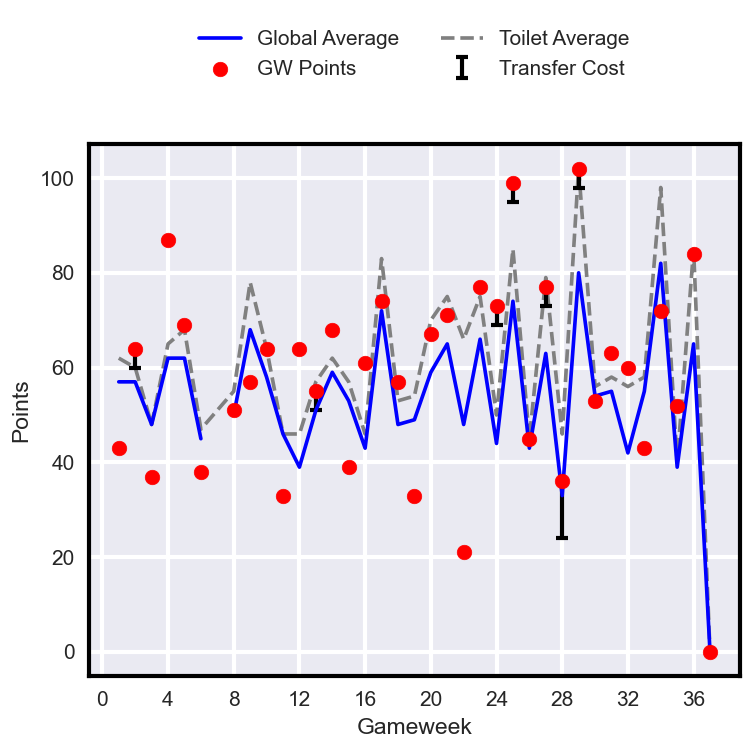 Global Average
Toilet Average
GW Points
Transfer Cost
100
80
60
40
20
0
Points
0 4 8 12 16 20 24 28 32 36
Gameweek